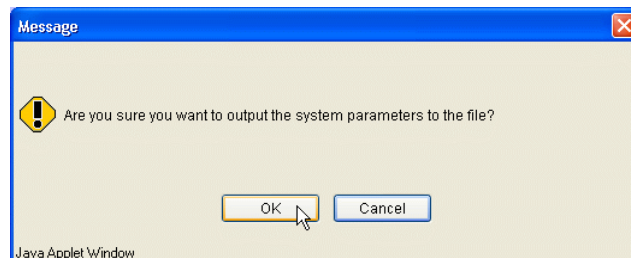 Message
Are you sure you want to output the system parameters to the file?
OK
Cancel
Java Applet Window